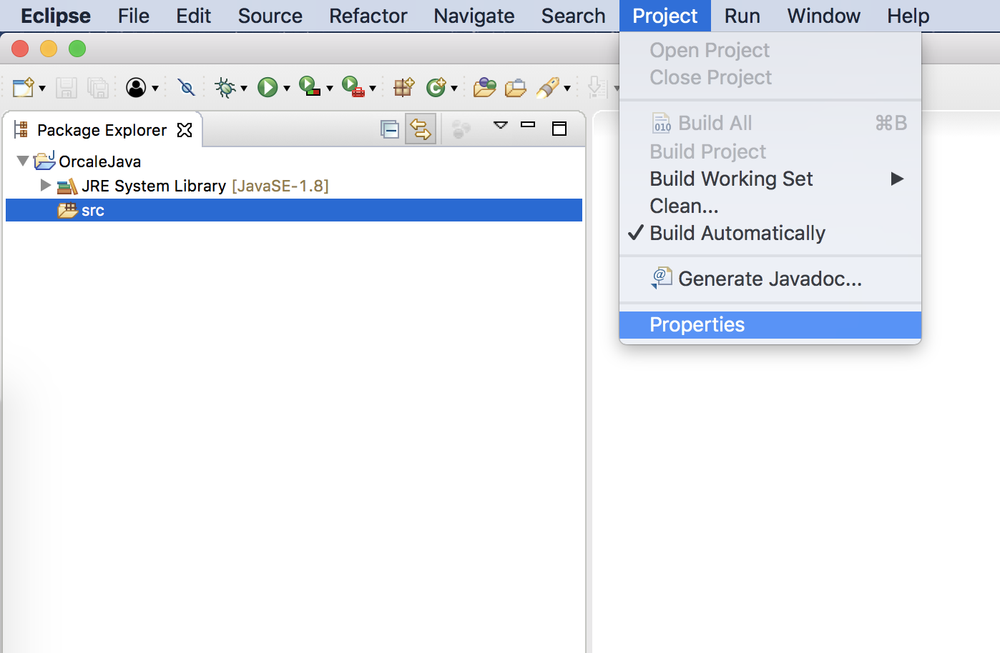 Eclipse File Edit Source Refactor Navigate Search Project Run Window Help
Open Project
Close Project
010 Build All ⌘B
Build Project
Build Working Set
Clean...
Build Automatically
@ Generate Javadoc...
Properties
Package Explorer
OrcaleJava
JRE System Library [JavaSE-1.8]
src